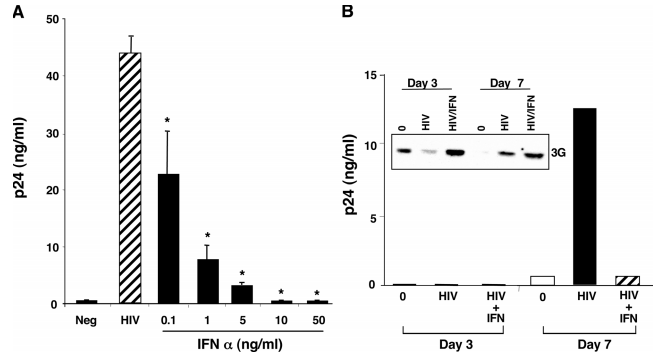 A
p24 (ng/ml)
50
40
30
20
10
0
*
*
*
*
*
Neg HIV 0.1 1 5 10 50
IFN α (ng/ml)
B
p24 (ng/ml)
15
10
5
0
Day 3 Day 7
0 HIV HIV/IFN 0 HIV HIV/IFN
3G
0 HIV HIV + IFN 0 HIV HIV + IFN
Day 3 Day 7